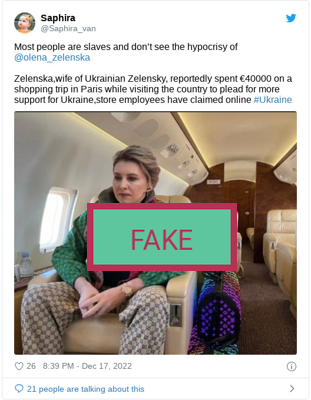 Saphira
@Saphira_van
Most people are slaves and don't see the hypocrisy of
@olena_zelenska
Zelenska,wife of Ukrainian Zelensky, reportedly spent €40000 on a
shopping trip in Paris while visiting the country to plead for more
support for Ukraine,store employees have claimed online #Ukraine
FAKE
26 8:39 PM - Dec 17, 2022
21 people are talking about this